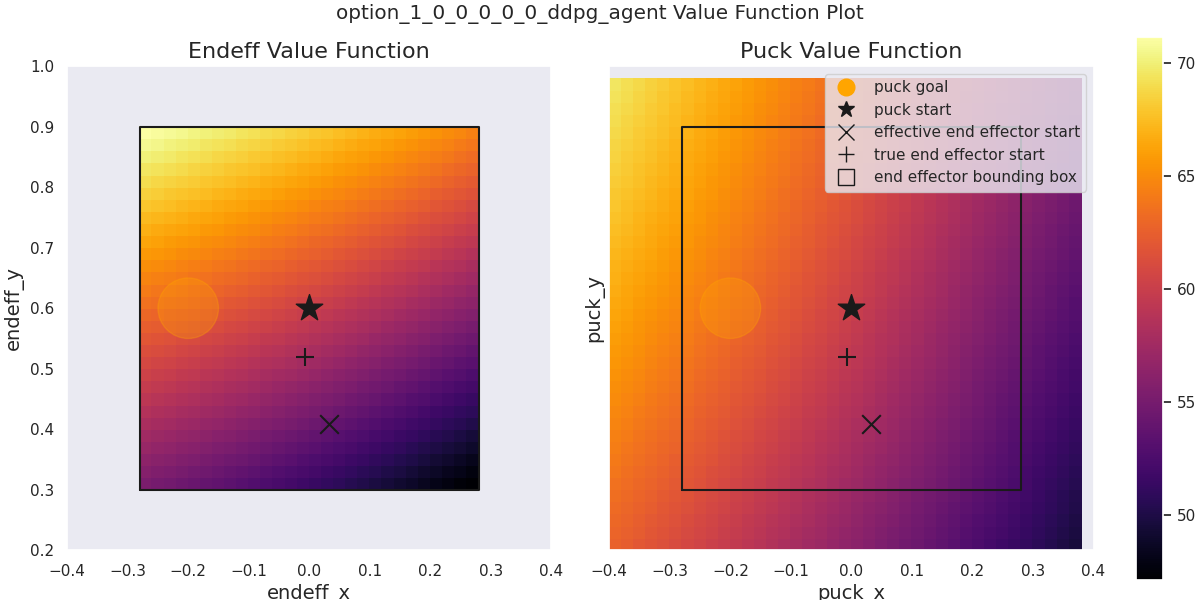 option_1_0_0_0_0_0_ddpg_agent Value Function Plot
Endeff Value Function
1.0
0.9
0.8
0.7
0.6
0.5
0.4
0.3
0.2
endeff_y
−0.4 −0.3 −0.2 −0.1 0.0 0.1 0.2 0.3 0.4
endeff_x
Puck Value Function
puck goal
puck start
effective end effector start
true end effector start
end effector bounding box
puck_y
−0.4 −0.3 −0.2 −0.1 0.0 0.1 0.2 0.3 0.4
puck_x
70
65
60
55
50